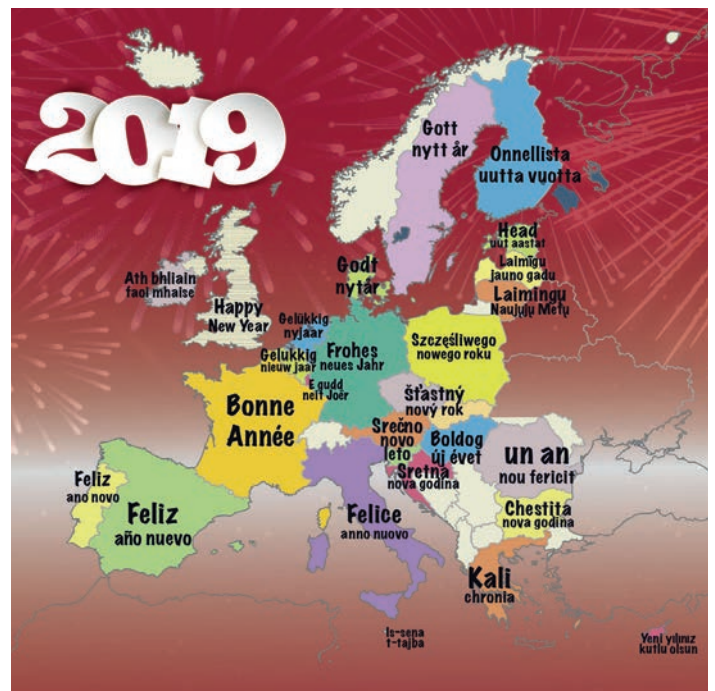 2019
Gott
nytt år
Onnellista
uutta vuotta
Head
uut aastat
Laimīgu
jauno gadu
Laimingu
Naujųjų Metų
Godt
nytår
Ath bhliain
faoi mhaise
Happy
New Year
Gelükkig
nyjaar
Gelukkig
nieuw jaar
E gudd
neit Joër
Frohes
neues Jahr
Szczęśliwego
nowego roku
Šťastný
nový rok
Bonne
Année
Srečno
novo
leto
Boldog
új évet
Sretna
nova godina
un an
nou fericit
Chestita
nova godina
Feliz
ano novo
Feliz
año nuevo
Felice
anno nuovo
Kali
chronia
Is-sena
t-tajba
Yeni yılınız
kutlu olsun